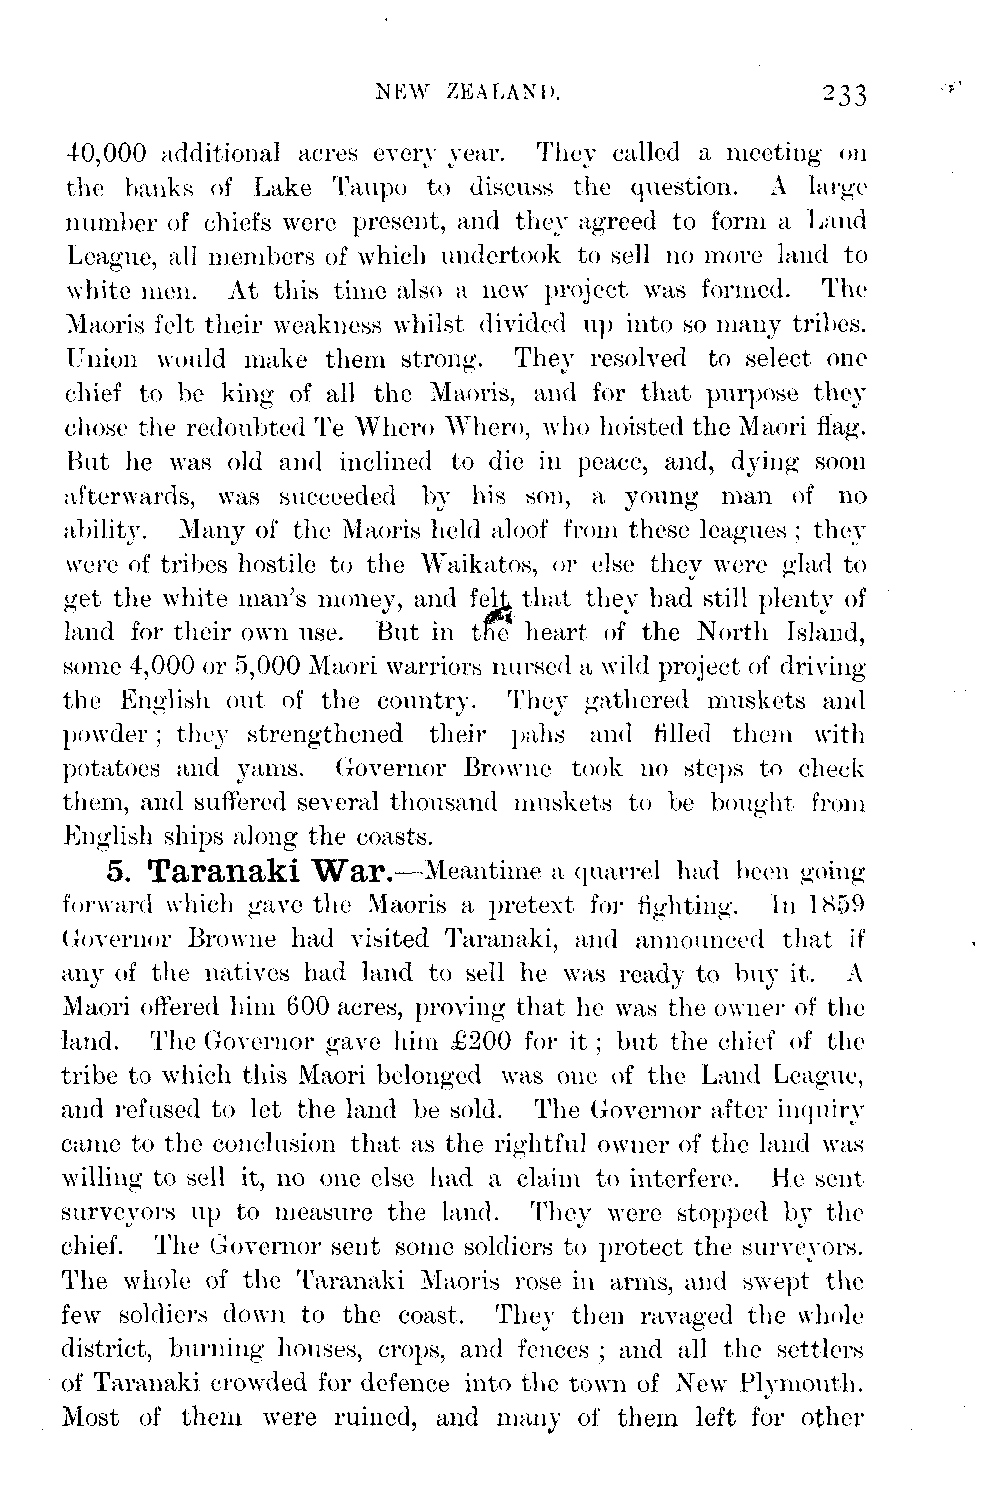 NEW ZEALAND. 233
40,000 additional acres every year. They called a meeting on
the banks of Lake Taupo to discuss the question. A large
number of chiefs were present, and they agreed to form a Land
League, all members of which undertook to sell no more land to
white men. At this time also a new project was formed. The
Maoris felt their weakness whilst divided up into so many tribes.
Union would make them strong. They resolved to select one
chief to be king of all the Maoris, and for that purpose they
chose the redoubted Te Whero Whero, who hoisted the Maori flag.
But he was old and inclined to die in peace, and, dying soon
afterwards, was succeeded by his son, a young man of no
ability. Many of the Maoris held aloof from these leagues ; they
were of tribes hostile to the Waikatos, or else they were glad to
get the white man's money, and felt that they had still plenty of
land for their own use. But in the heart of the North Island,
some 4,000 or 5,000 Maori warriors nursed a wild project of driving
the English out of the country. They gathered muskets and
powder ; they strengthened their pahs and filled them with
potatoes and yams. Governor Browne took no steps to check
them, and suffered several thousand muskets to be bought from
English ships along the coasts.
5. Taranaki War.—Meantime a quarrel had been going
forward which gave the Maoris a pretext for fighting. In 1859
Governor Browne had visited Taranaki, and announced that if
any of the natives had land to sell he was ready to buy it. A
Maori offered him 600 acres, proving that he was the owner of the
land. The Governor gave him £200 for it ; but the chief of the
tribe to which this Maori belonged was one of the Land League,
and refused to let the land be sold. The Governor after inquiry
came to the conclusion that as the rightful owner of the land was
willing to sell it, no one else had a claim to interfere. He sent
surveyors up to measure the land. They were stopped by the
chief. The Governor sent some soldiers to protect the surveyors.
The whole of the Taranaki Maoris rose in arms, and swept the
few soldiers down to the coast. They then ravaged the whole
district, burning houses, crops, and fences ; and all the settlers
of Taranaki crowded for defence into the town of New Plymouth.
Most of them were ruined, and many of them left for other